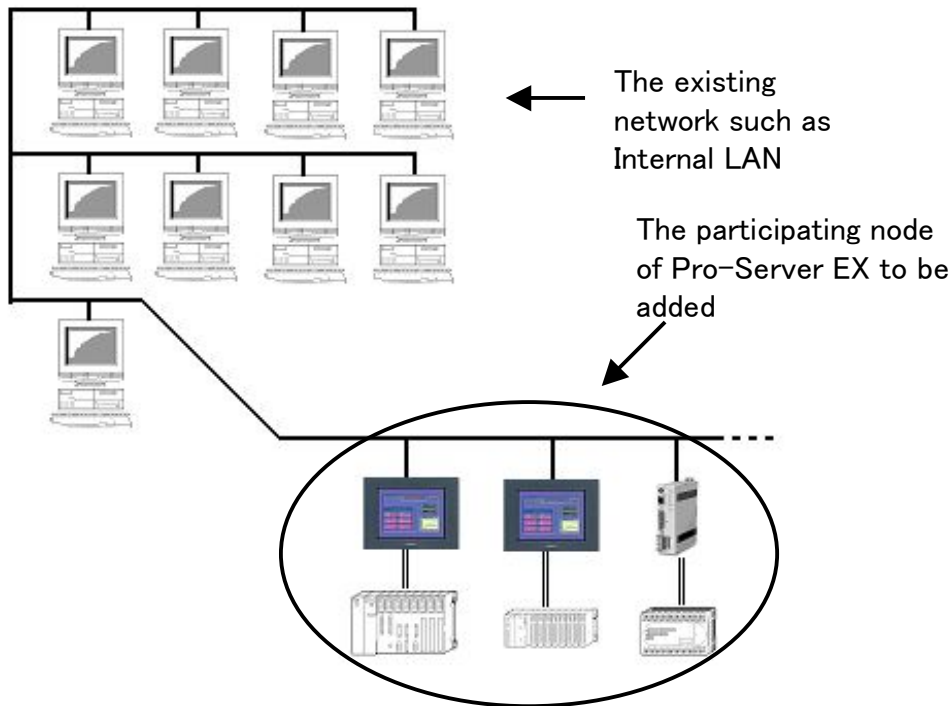 The existing
network such as
Internal LAN
The participating node
of Pro-Server EX to be
added